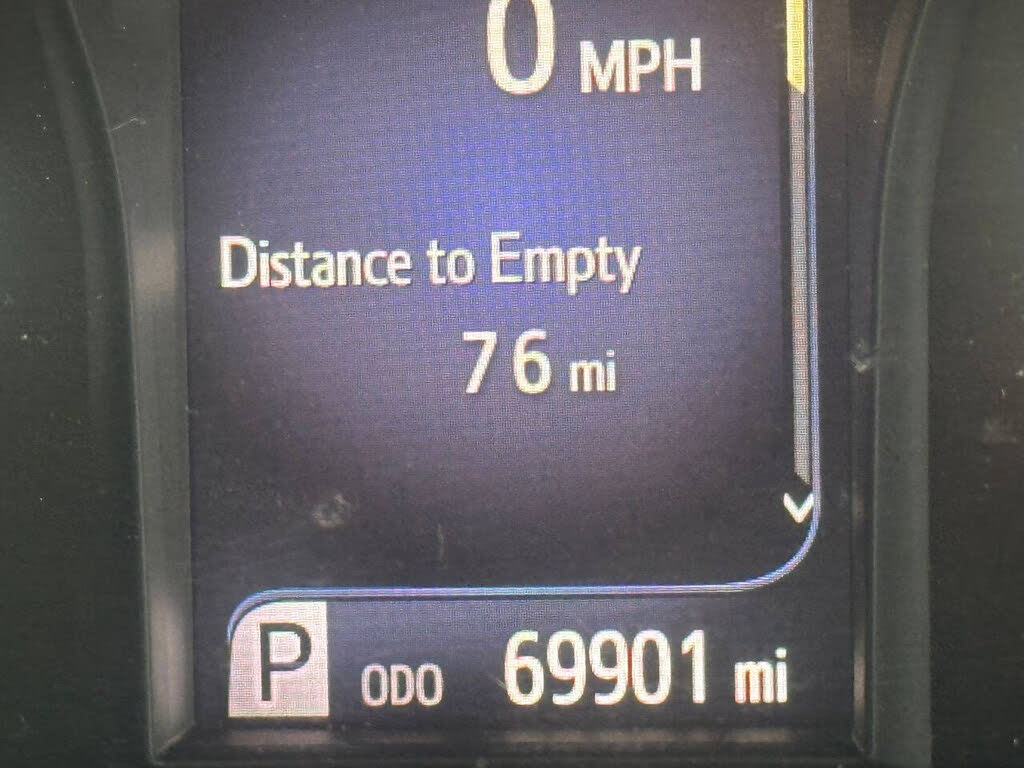 0 MPH
Distance to Empty
76 mi
P ODO 69901 mi